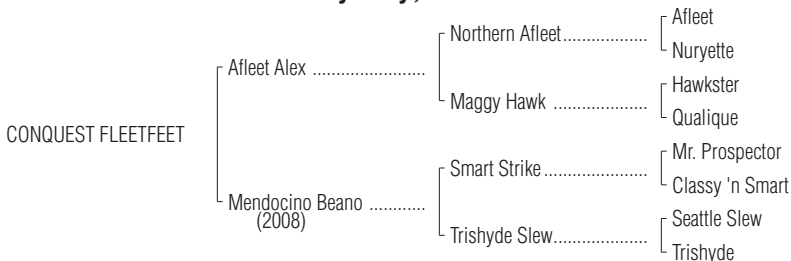 Afleet
Northern Afleet...................
Nuryette
Afleet Alex .........................
Hawkster
Maggy Hawk .....................
Qualique
CONQUEST FLEETFEET
Mr. Prospector
Smart Strike.......................
Classy 'n Smart
Mendocino Beano ............
(2008)
Seattle Slew
Trishyde Slew.....................
Trishyde